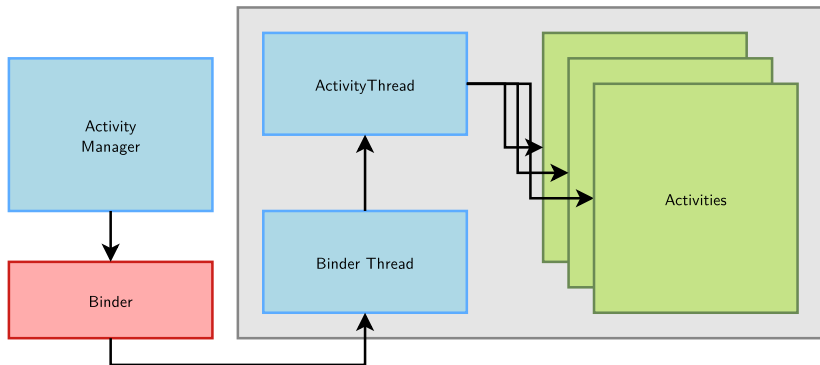 Activity
Manager
Binder
ActivityThread
Binder Thread
Activities